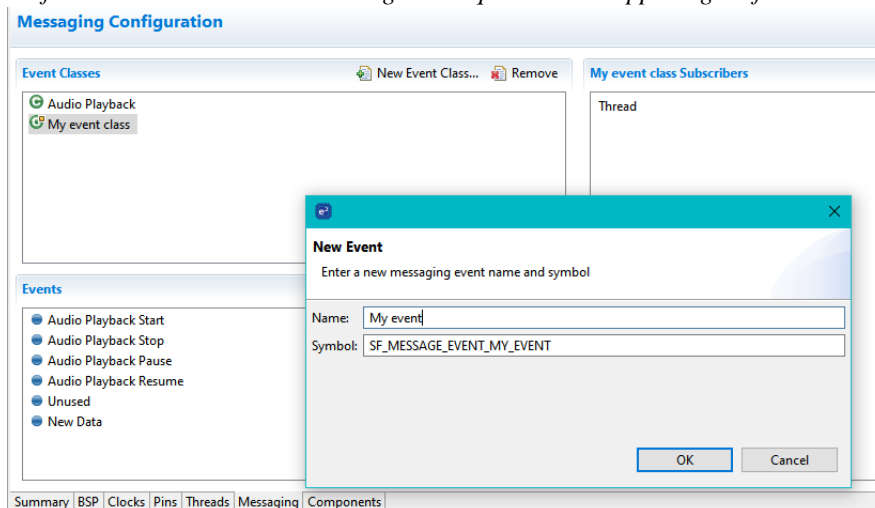 Messaging Configuration
Event Classes
New Event Class... Remove
Audio Playback
My event class
My event class Subscribers
Thread
New Event
Enter a new messaging event name and symbol
Name: My event
Symbol: SF_MESSAGE_EVENT_MY_EVENT
OK Cancel
Events
Audio Playback Start
Audio Playback Stop
Audio Playback Pause
Audio Playback Resume
Unused
New Data
Summary BSP Clocks Pins Threads Messaging Components